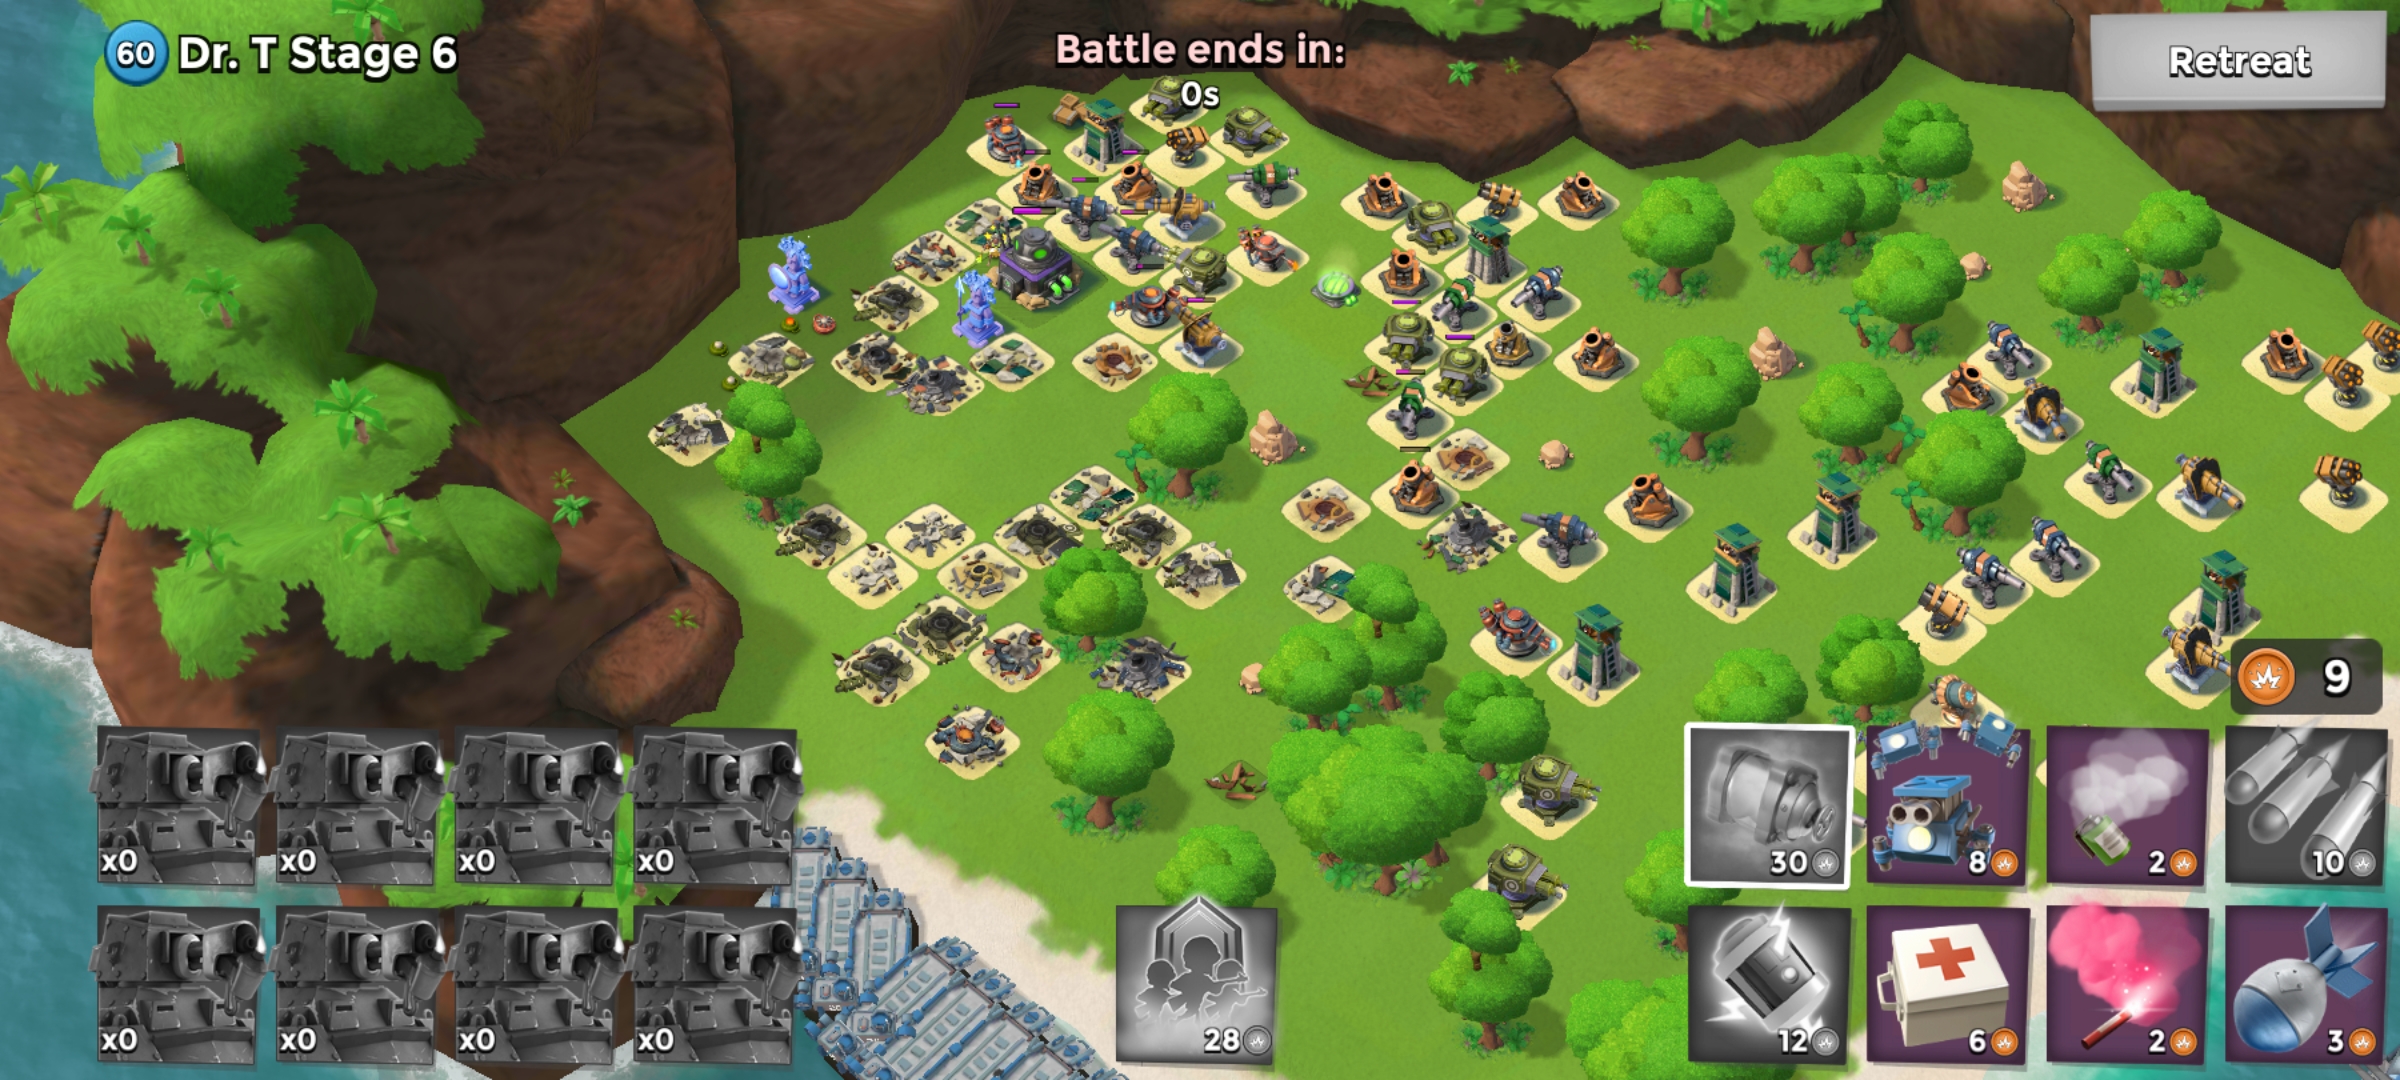 60 Dr. T Stage 6
Battle ends in:
0s
Retreat
9
x0 x0 x0 x0
30 8 2 10
x0 x0 x0 x0
28
12 6 2 3